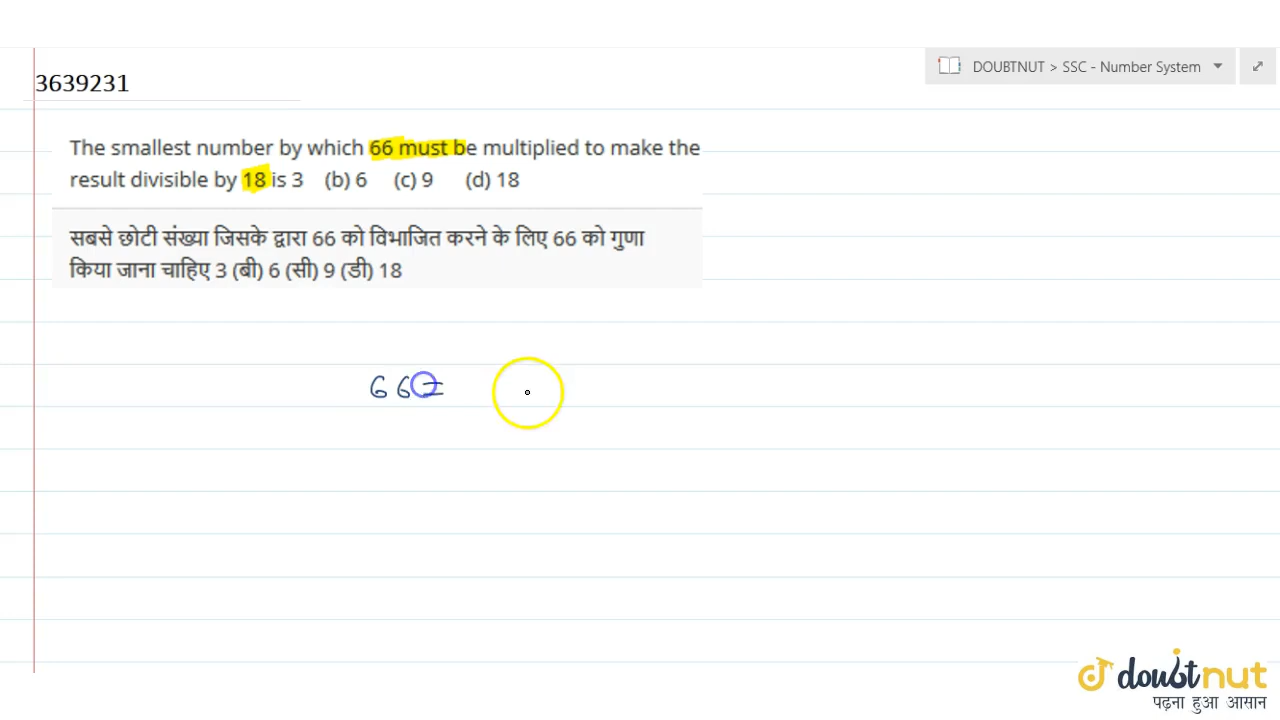 3639231
DOUBTNUT > SSC - Number System
The smallest number by which 66 must be multiplied to make the
result divisible by 18 is 3 (b) 6 (c) 9 (d) 18
सबसे छोटी संख्या जिसके द्वारा 66 को विभाजित करने के लिए 66 को गुणा
किया जाना चाहिए 3 (बी) 6 (सी) 9 (डी) 18
66 =
doubtnut
पढ़ना हुआ आसान